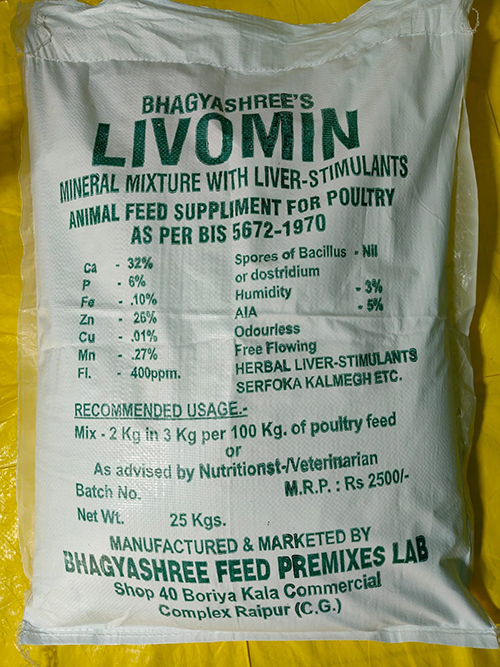 BHAGYASHREE'S
LIVOMIN
MINERAL MIXTURE WITH LIVER-STIMULANTS
ANIMAL FEED SUPPLIMENT FOR POULTRY
AS PER BIS 5672-1970
Ca - 32%
P - 6%
Fe - .10%
Zn - 26%
Cu - .01%
Mn - .27%
Fl. - 400ppm.
Spores of Bacillus - Nil
or dostridium
Humidity - 3%
AIA - 5%
Odourless
Free Flowing
HERBAL LIVER-STIMULANTS
SERFOKA KALMEGH ETC.
RECOMMENDED USAGE.-
Mix - 2 Kg in 3 Kg per 100 Kg. of poultry feed
or
As advised by Nutritionst-/Veterinarian
Batch No. M.R.P. : Rs 2500/-
Net Wt. 25 Kgs.
MANUFACTURED & MARKETED BY
BHAGYASHREE FEED PREMIXES LAB
Shop 40 Boriya Kala Commercial
Complex Raipur (C.G.)